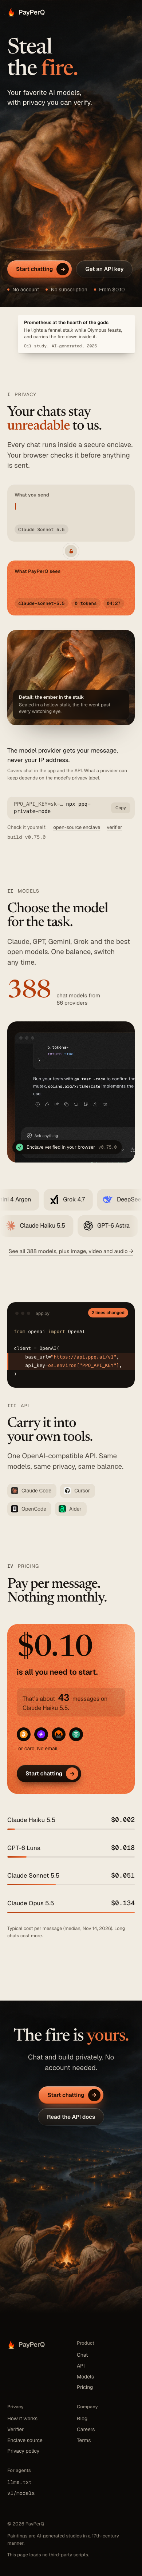 PayPerQ
Steal
the fire.
Your favorite AI models,
with privacy you can verify.
Start chatting →
Get an API key
No account
No subscription
From $0.10
Prometheus at the hearth of the gods
He lights a fennel stalk while Olympus feasts,
and carries the fire down inside it.
Oil study, AI-generated, 2026
I PRIVACY
Your chats stay
unreadable to us.
Every chat runs inside a secure enclave.
Your browser checks it before anything
is sent.
What you send
Claude Sonnet 5.5
What PayPerQ sees
claude-sonnet-5.5
0 tokens
04:27
Detail: the ember in the stalk
Sealed in a hollow stalk, the fire went past
every watching eye.
The model provider gets your message,
never your IP address.
Covers chat in the app and the API. What a provider can
keep depends on the model's privacy label.
PPQ_API_KEY=sk-… npx ppq-
private-mode
Copy
Check it yourself:
open-source enclave
verifier
build v0.75.0
II MODELS
Choose the model
for the task.
Claude, GPT, Gemini, Grok and the best
open models. One balance, switch
any time.
388
chat models from
66 providers
b.tokens--
return true
}
Ask anything...
Enclave verified in your browser v0.75.0
4 Argon
Grok 4.7
DeepSee
Claude Haiku 5.5
GPT-6 Astra
See all 388 models, plus image, video and audio →
2 lines changed
from openai import OpenAI
client = OpenAI(
base_url="https://api.ppq.ai/v1",
api_key=os.environ["PPQ_API_KEY"],
)
III API
Carry it into
your own tools.
One OpenAI-compatible API. Same
models, same privacy, same balance.
Claude Code
Cursor
OpenCode
Aider
IV PRICING
Pay per message.
Nothing monthly.
$0.10
is all you need to start.
That's about 43 messages on
Claude Haiku 5.5.
or card. No email.
Start chatting →
Claude Haiku 5.5
$0.002
GPT-6 Luna
$0.018
Claude Sonnet 5.5
$0.051
Claude Opus 5.5
$0.134
Typical cost per message (median, Nov 14, 2026). Long
chats cost more.
The fire is yours.
Chat and build privately. No
account needed.
Start chatting →
Read the API docs
PayPerQ
Product
Chat
API
Models
Pricing
Privacy
How it works
Verifier
Enclave source
Privacy policy
Company
Blog
Careers
Terms
For agents
llms.txt
v1/models
© 2026 PayPerQ
Paintings are AI-generated studies in a 17th-century
manner.
This page loads no third-party scripts.